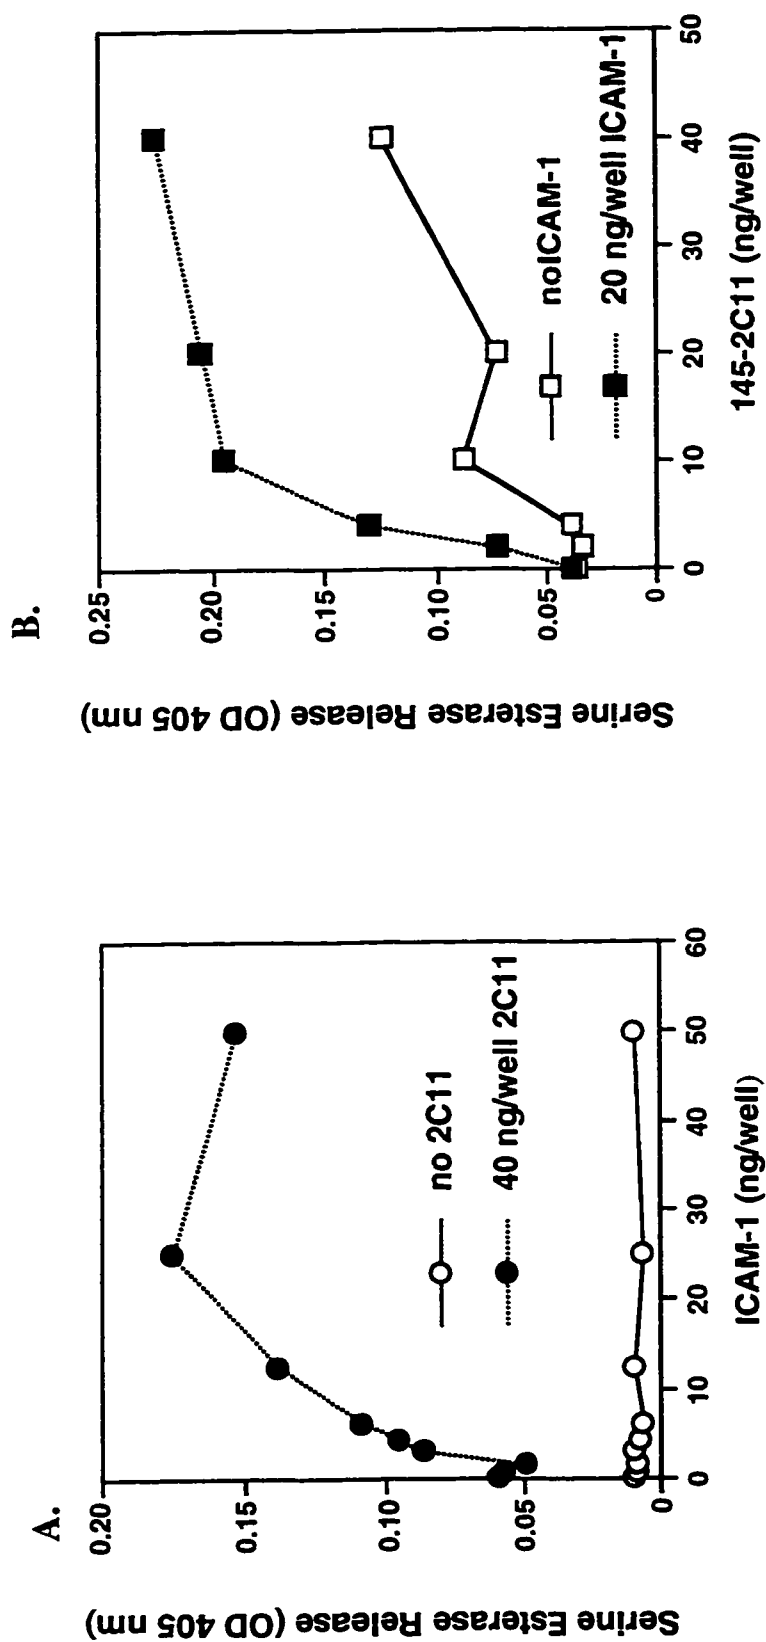 A.
Serine Esterase Release (OD 405 nm)
0.20
0.15
0.10
0.05
0
no 2C11
40 ng/well 2C11
0 10 20 30 40 50 60
ICAM-1 (ng/well)
B.
Serine Esterase Release (OD 405 nm)
0.25
0.20
0.15
0.10
0.05
0
noICAM-1
20 ng/well ICAM-1
0 10 20 30 40 50
145-2C11 (ng/well)